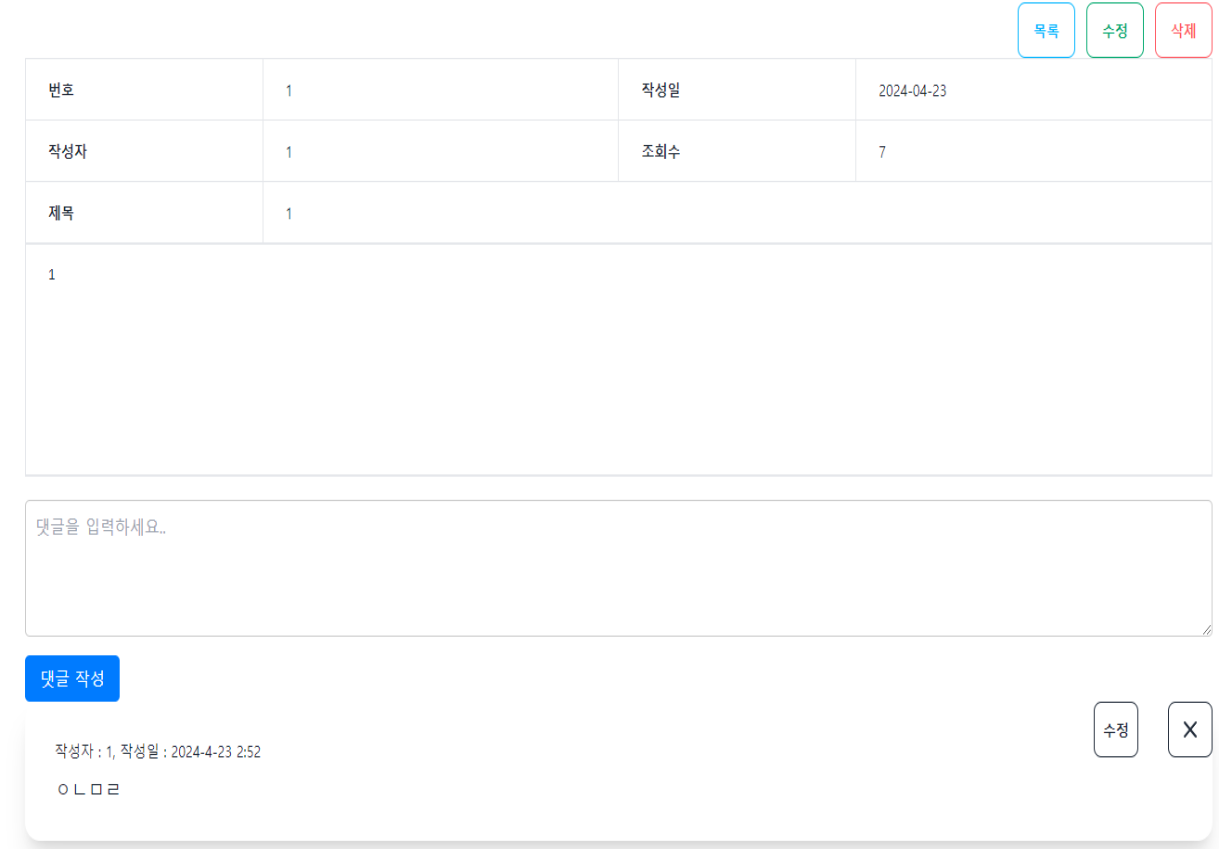 목록 수정 삭제
번호 1 작성일 2024-04-23
작성자 1 조회수 7
제목 1
1
댓글을 입력하세요..
댓글 작성
수정 X
작성자 : 1, 작성일 : 2024-4-23 2:52
ㅇㄴㅁㄹ